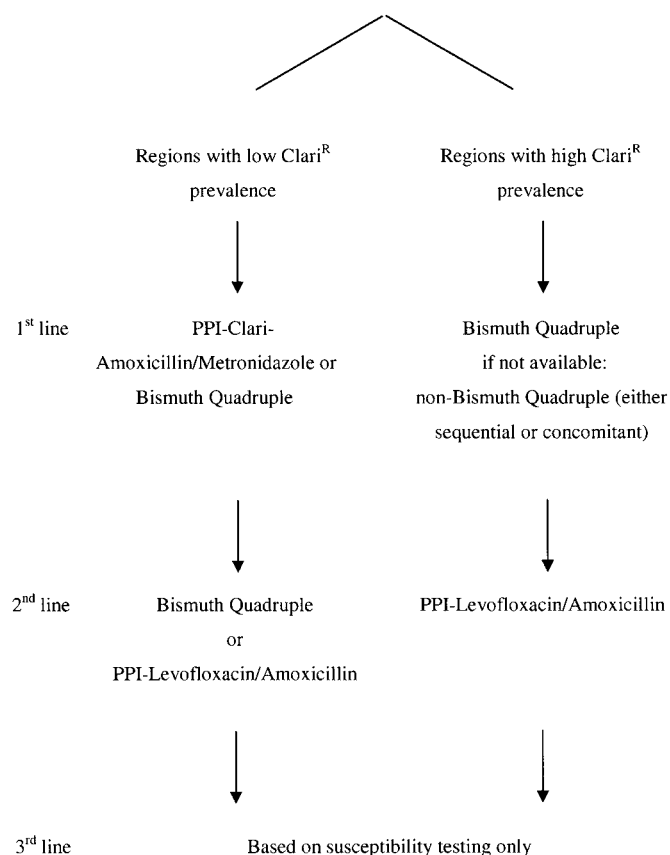 Regions with low Clari^R
prevalence
Regions with high Clari^R
prevalence
1st line
PPI-Clari-
Amoxicillin/Metronidazole or
Bismuth Quadruple
Bismuth Quadruple
if not available:
non-Bismuth Quadruple (either
sequential or concomitant)
2nd line
Bismuth Quadruple
or
PPI-Levofloxacin/Amoxicillin
PPI-Levofloxacin/Amoxicillin
3rd line
Based on susceptibility testing only